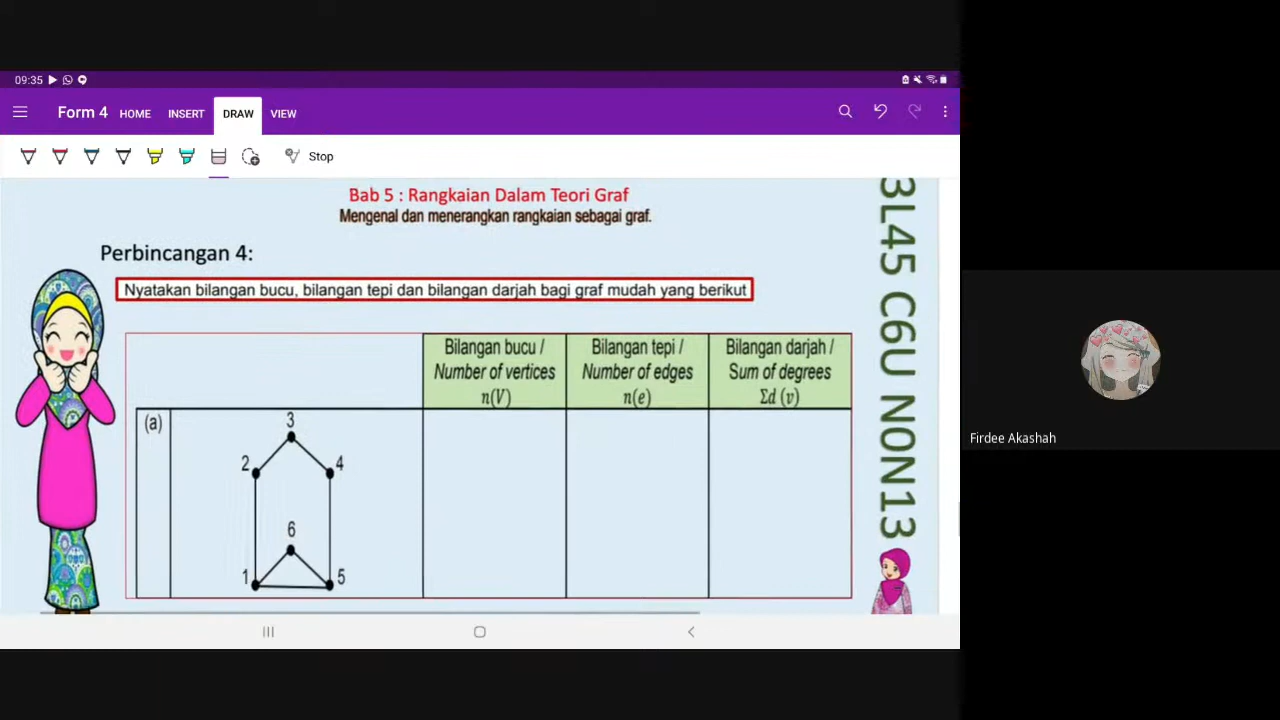 09:35
Form 4 HOME INSERT DRAW VIEW
Stop
Bab 5 : Rangkaian Dalam Teori Graf
Mengenal dan menerangkan rangkaian sebagai graf.
Perbincangan 4:
Nyatakan bilangan bucu, bilangan tepi dan bilangan darjah bagi graf mudah yang berikut
Bilangan bucu /
Number of vertices
n(V)
Bilangan tepi /
Number of edges
n(e)
Bilangan darjah /
Sum of degrees
Σd (v)
(a)
3
2
4
6
1
5
3L45 C6U N0N13
Firdee Akashah